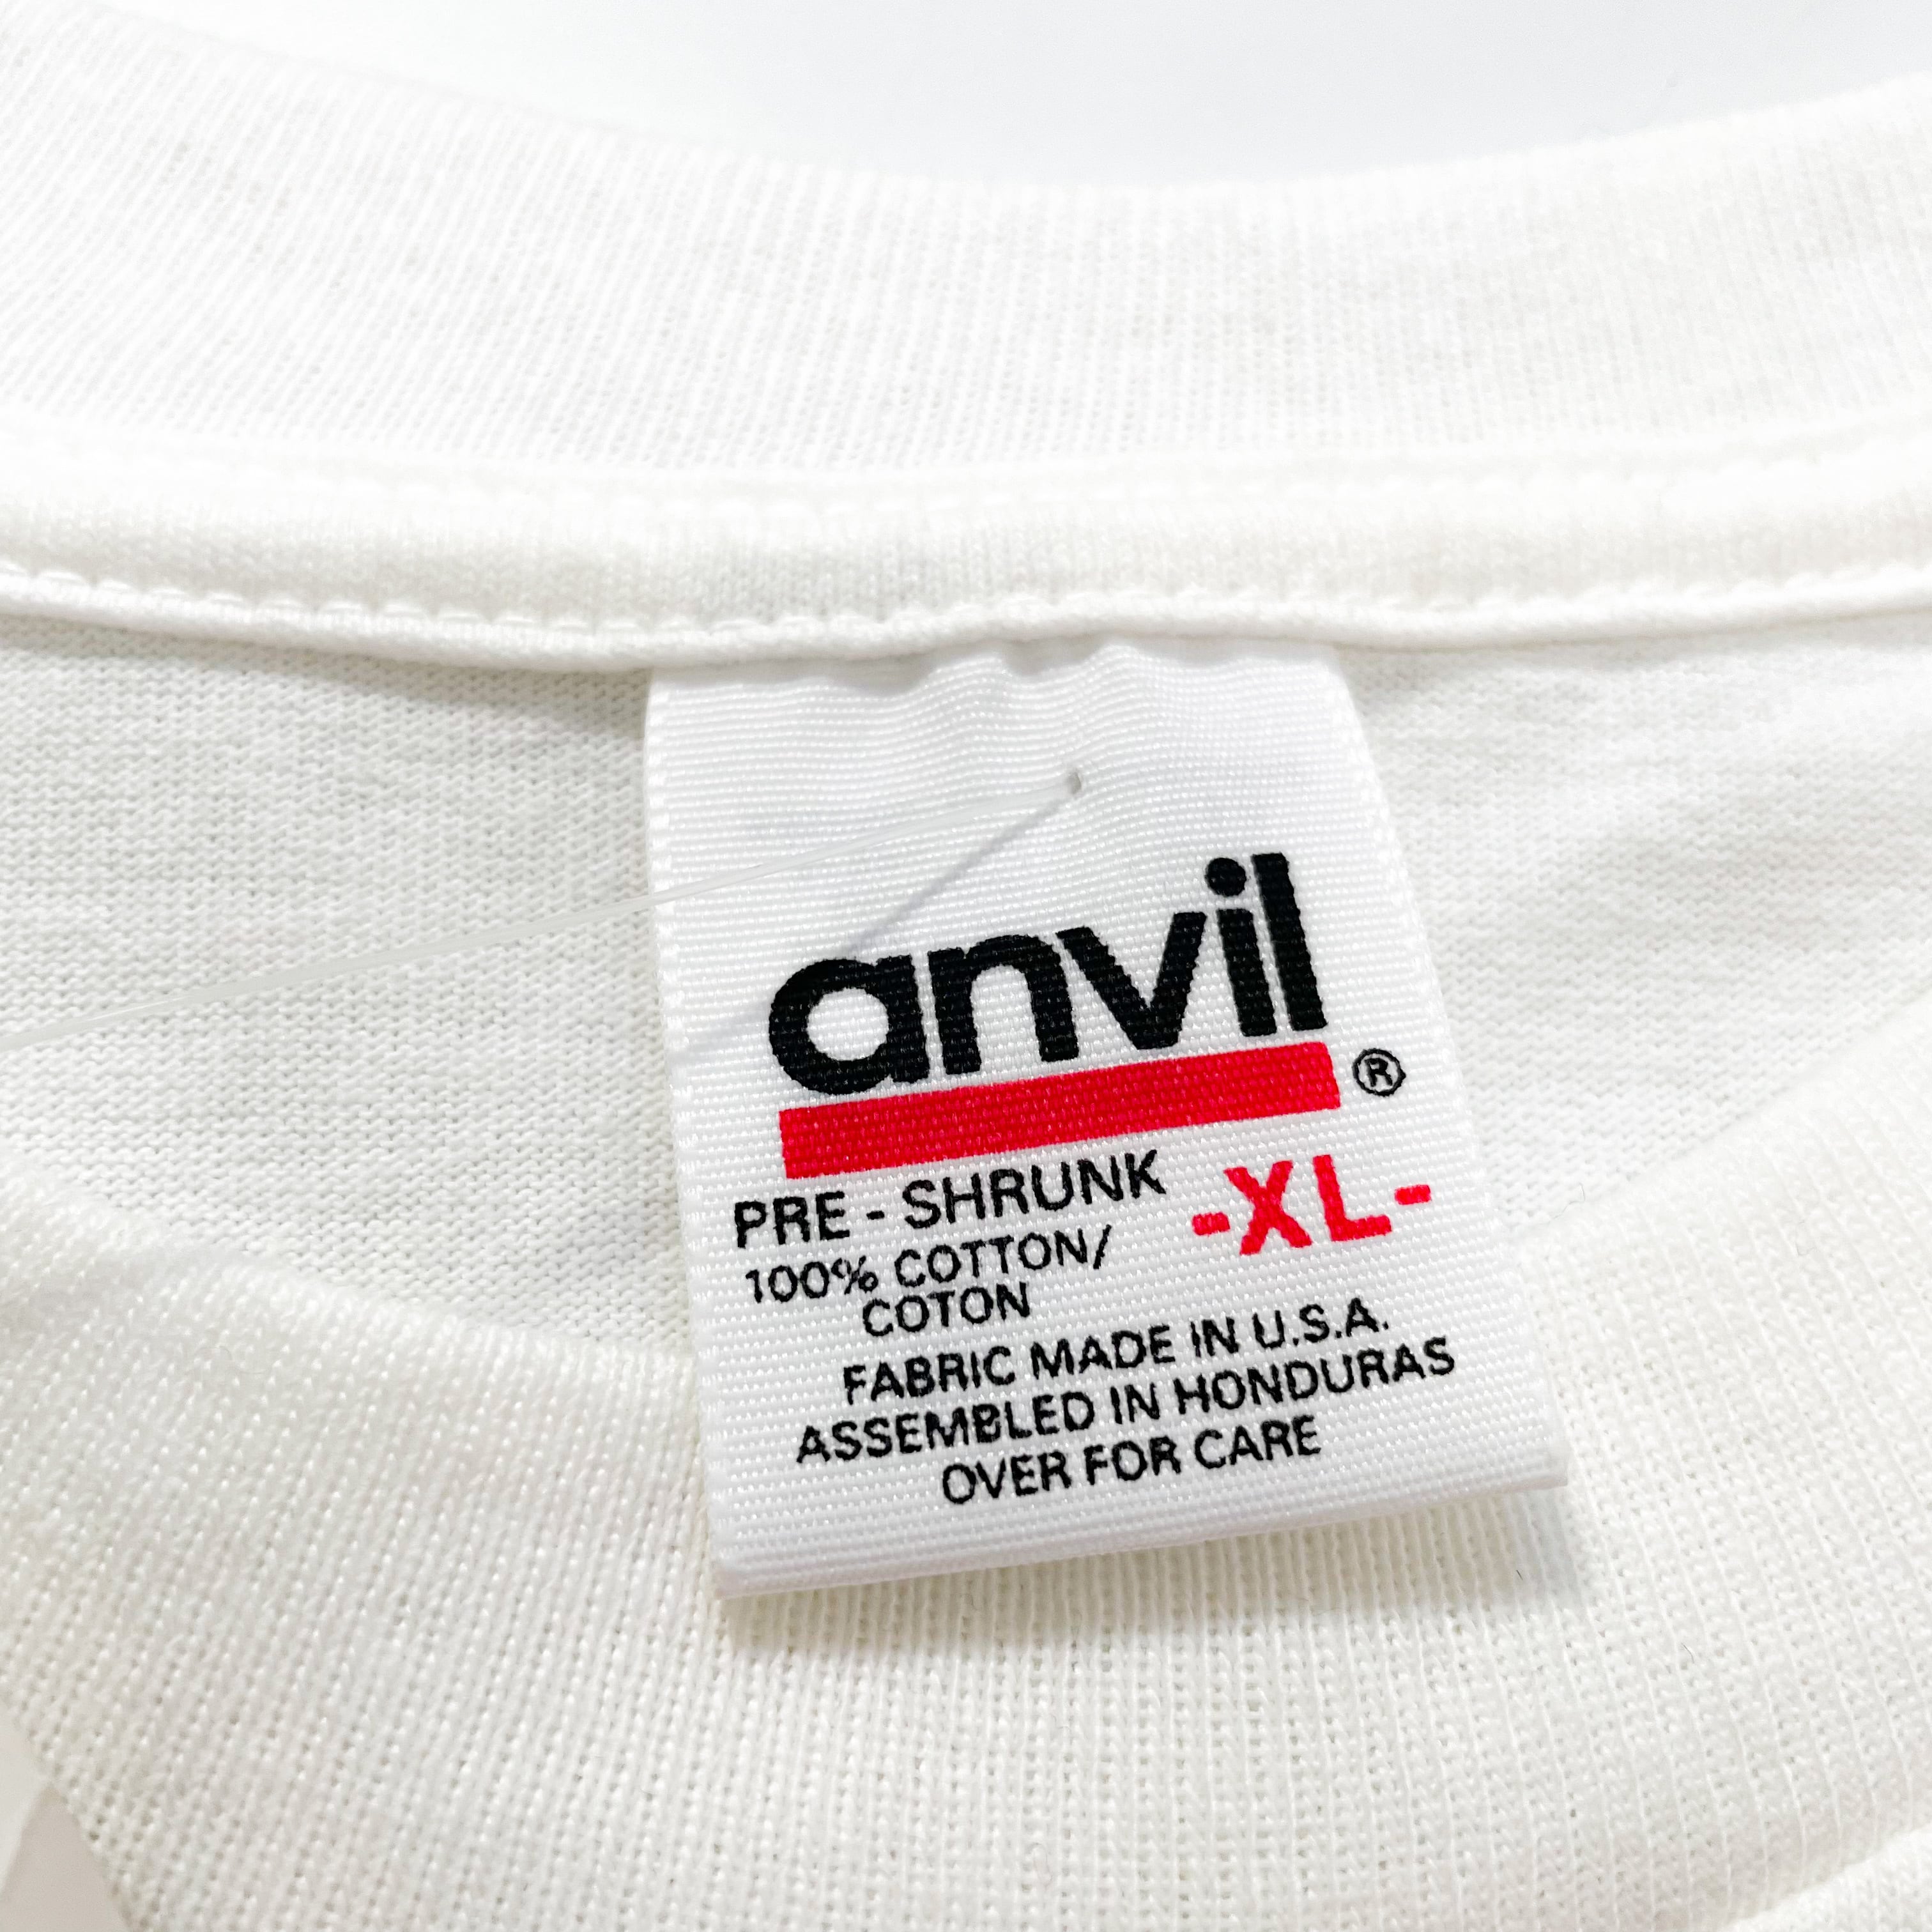 anvil
®
PRE - SHRUNK
-XL-
100% COTTON/
COTON
FABRIC MADE IN U.S.A.
ASSEMBLED IN HONDURAS
OVER FOR CARE